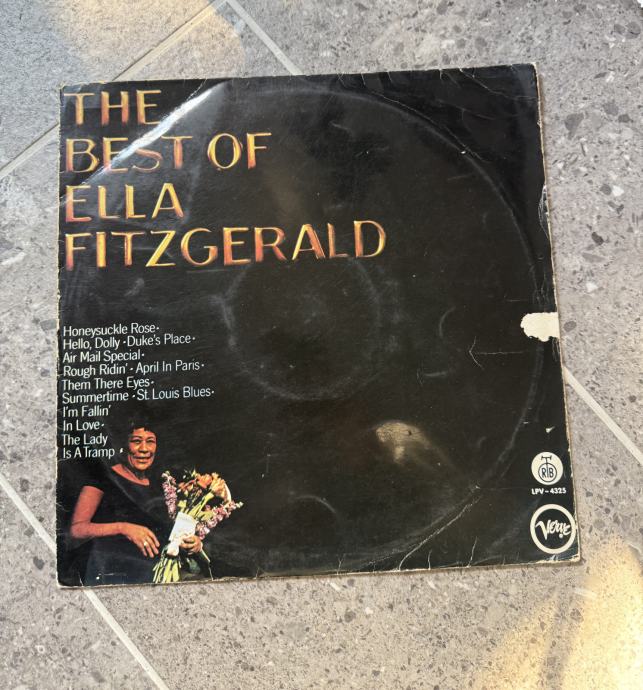 THE
BEST OF
ELLA
FITZGERALD
Honeysuckle Rose·
Hello, Dolly·Duke's Place·
Air Mail Special·
Rough Ridin'·April In Paris·
Them There Eyes·
Summertime·St. Louis Blues·
I'm Fallin'
In Love·
The Lady
Is A Tramp·
RTB
LPV-4325
Verve